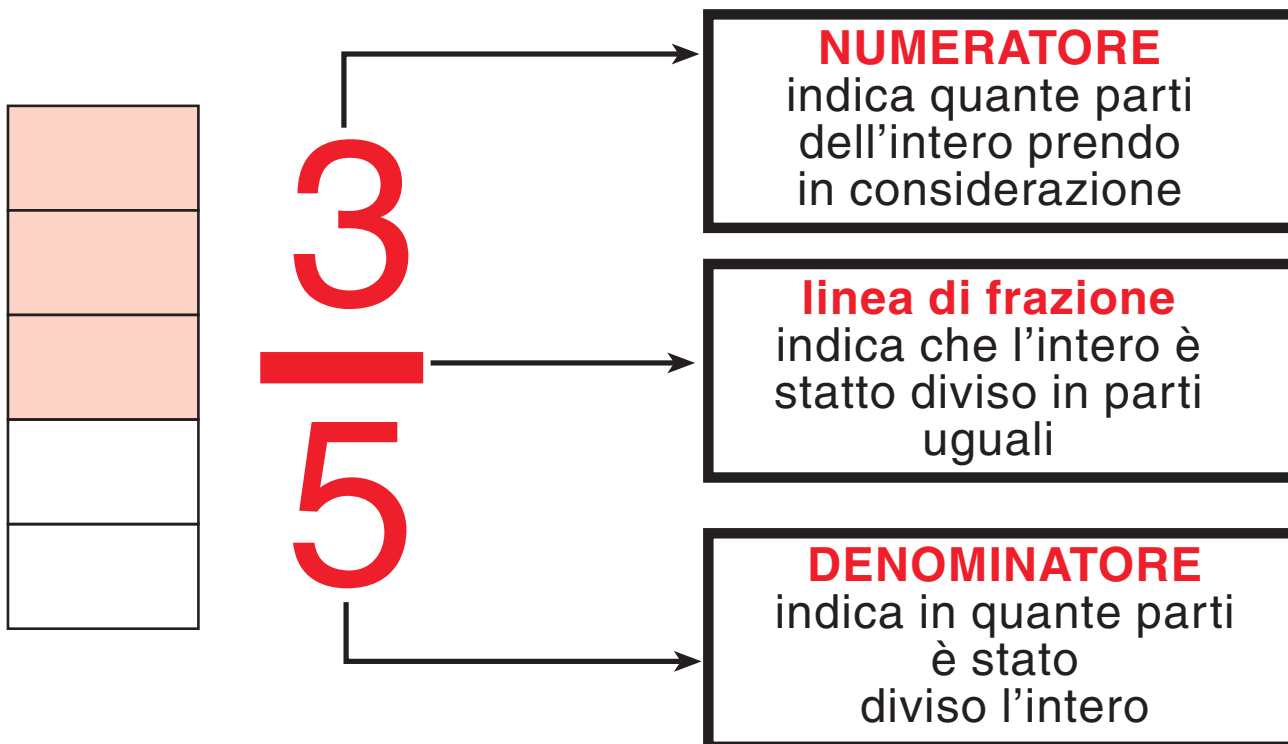 3
5
NUMERATORE
indica quante parti
dell’intero prendo
in considerazione
linea di frazione
indica che l’intero è
statto diviso in parti
uguali
DENOMINATORE
indica in quante parti
è stato
diviso l’intero